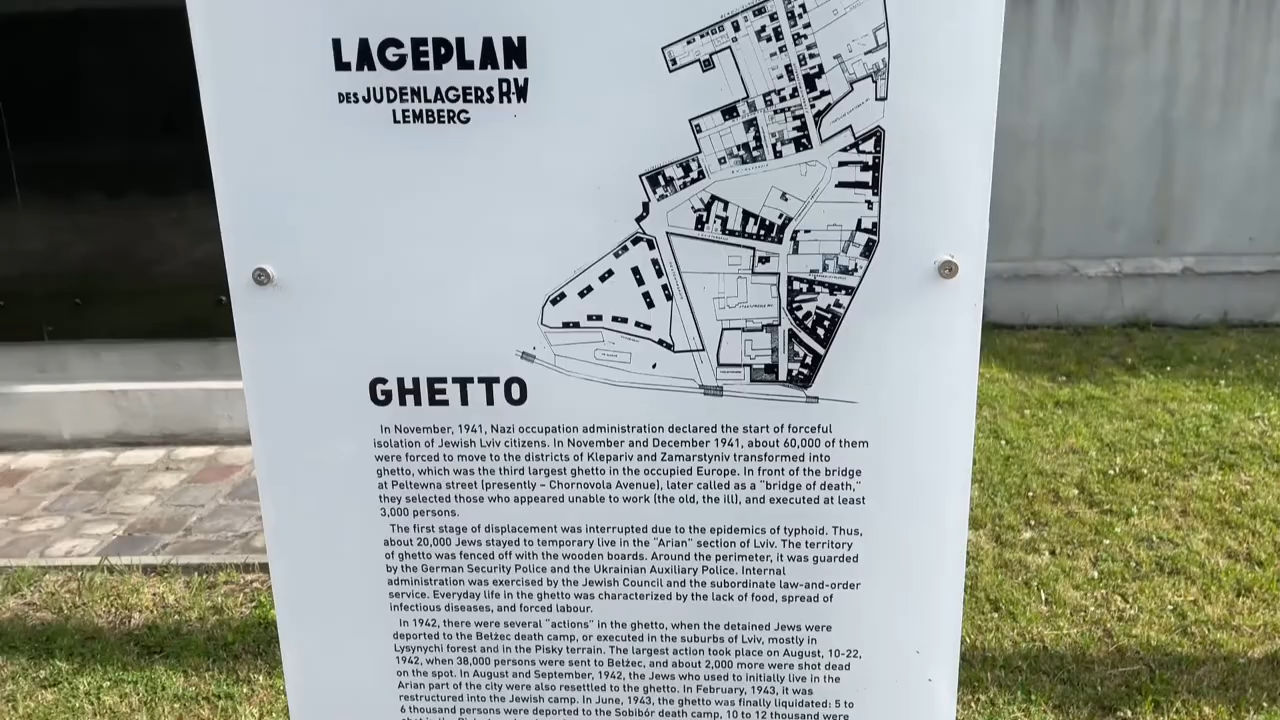 LAGEPLAN
DES JUDENLAGERS R-W
LEMBERG
GHETTO
In November, 1941, Nazi occupation administration declared the start of forceful
isolation of Jewish Lviv citizens. In November and December 1941, about 60,000 of them
were forced to move to the districts of Klepariv and Zamarstyniv transformed into
ghetto, which was the third largest ghetto in the occupied Europe. In front of the bridge
at Peltewna street (presently – Chornovola Avenue), later called as a "bridge of death,"
they selected those who appeared unable to work (the old, the ill), and executed at least
3,000 persons.
The first stage of displacement was interrupted due to the epidemics of typhoid. Thus,
about 20,000 Jews stayed to temporary live in the "Arian" section of Lviv. The territory
of ghetto was fenced off with the wooden boards. Around the perimeter, it was guarded
by the German Security Police and the Ukrainian Auxiliary Police. Internal
administration was exercised by the Jewish Council and the subordinate law-and-order
service. Everyday life in the ghetto was characterized by the lack of food, spread of
infectious diseases, and forced labour.
In 1942, there were several "actions" in the ghetto, when the detained Jews were
deported to the Bełżec death camp, or executed in the suburbs of Lviv, mostly in
Lysynychi forest and in the Pisky terrain. The largest action took place on August, 10-22,
1942, when 38,000 persons were sent to Bełżec, and about 2,000 more were shot dead
on the spot. In August and September, 1942, the Jews who used to initially live in the
Arian part of the city were also resettled to the ghetto. In February, 1943, it was
restructured into the Jewish camp. In June, 1943, the ghetto was finally liquidated: 5 to
6 thousand persons were deported to the Sobibór death camp, 10 to 12 thousand were